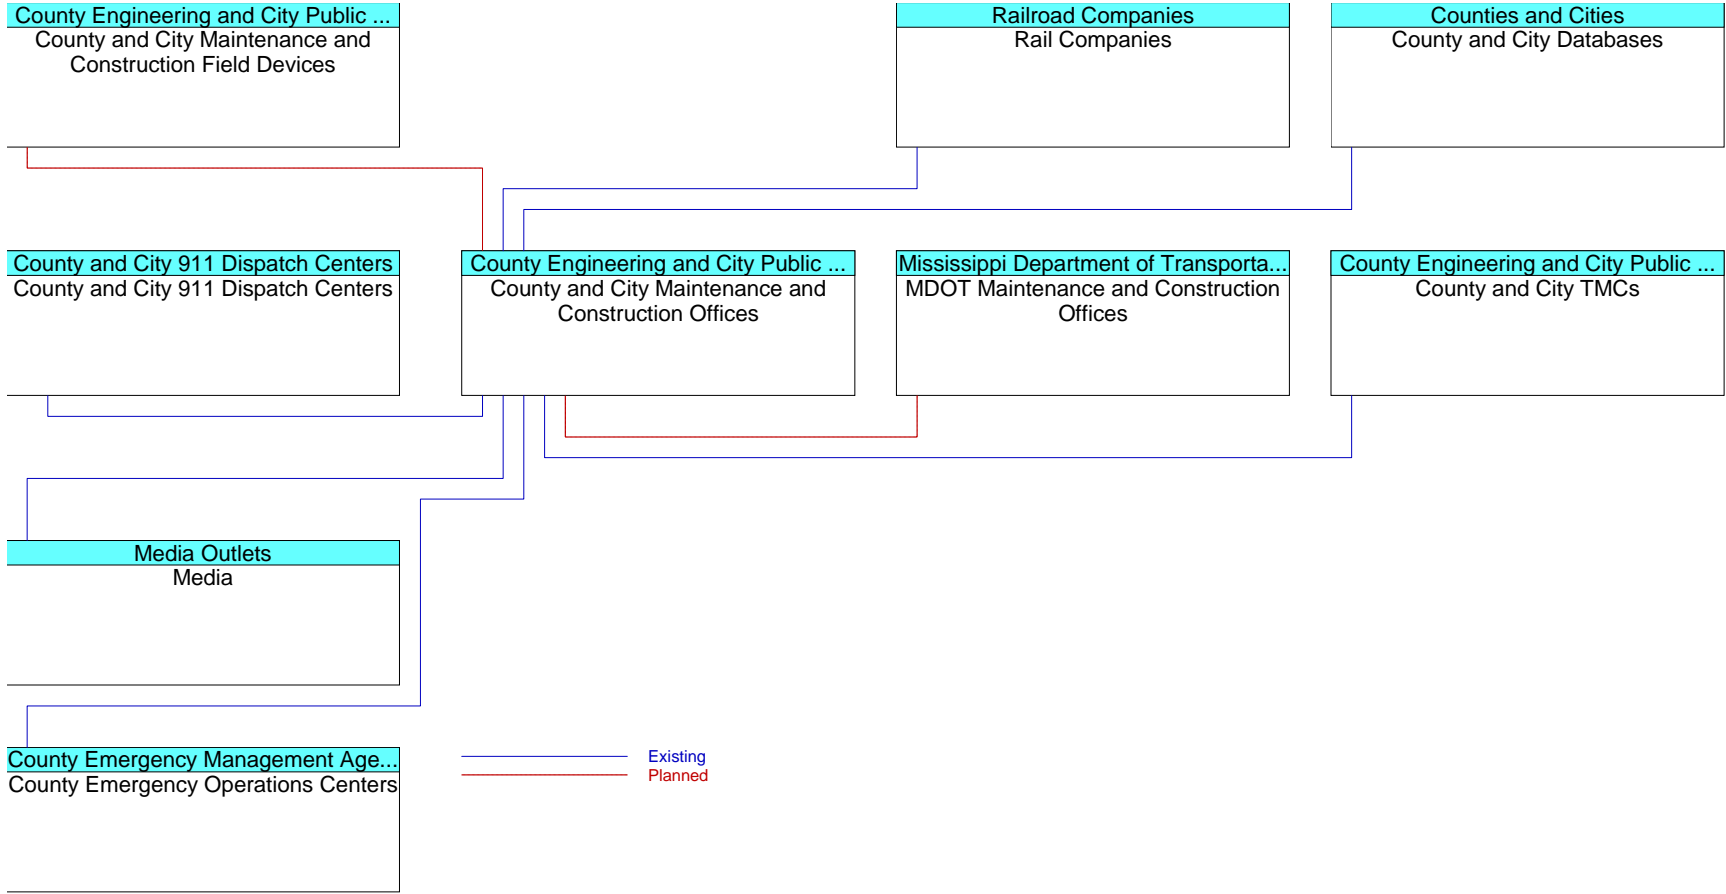 County Engineering and City Public ...
County and City Maintenance and
Construction Field Devices
Railroad Companies
Rail Companies
Counties and Cities
County and City Databases
County and City 911 Dispatch Centers
County and City 911 Dispatch Centers
County Engineering and City Public ...
County and City Maintenance and
Construction Offices
Mississippi Department of Transporta...
MDOT Maintenance and Construction
Offices
County Engineering and City Public ...
County and City TMCs
Media Outlets
Media
County Emergency Management Age...
County Emergency Operations Centers
Existing
Planned